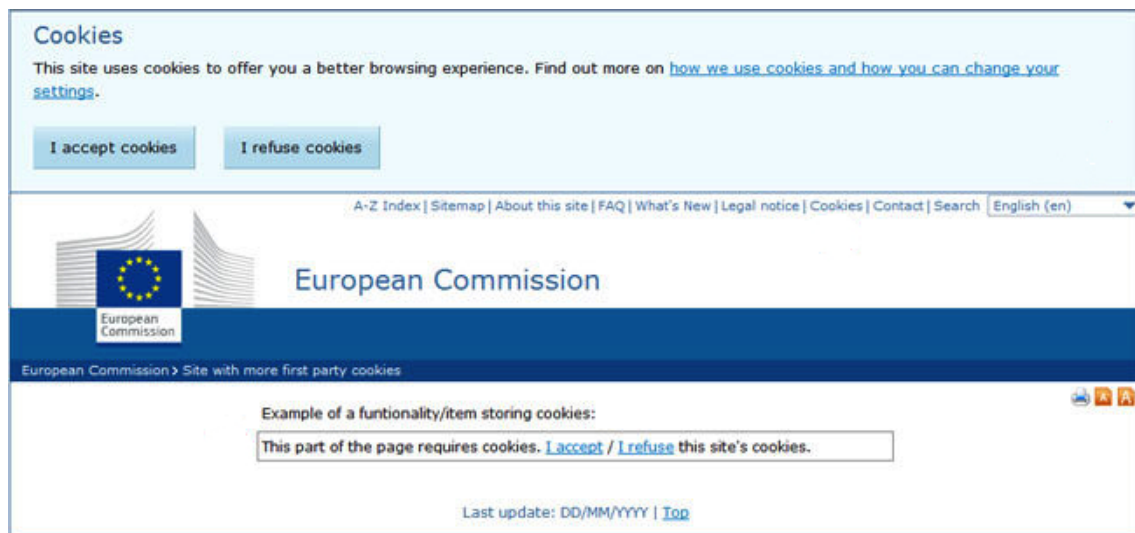 Cookies
This site uses cookies to offer you a better browsing experience. Find out more on how we use cookies and how you can change your
settings.
I accept cookies
I refuse cookies
A-Z Index | Sitemap | About this site | FAQ | What's New | Legal notice | Cookies | Contact | Search English (en)
European Commission
European
Commission
European Commission > Site with more first party cookies
A A
Example of a funtionality/item storing cookies:
This part of the page requires cookies. I accept / I refuse this site's cookies.
Last update: DD/MM/YYYY | Top